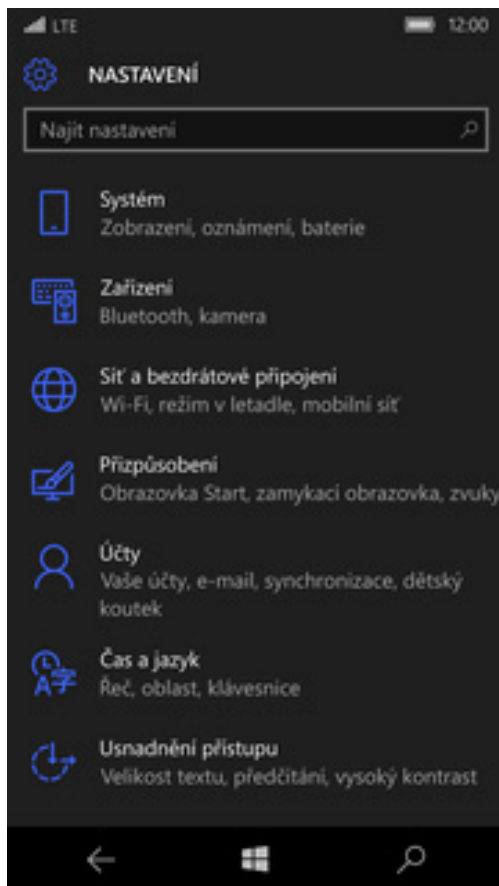 LTE 12:00
NASTAVENÍ
Najít nastavení
Systém
Zobrazení, oznámení, baterie
Zařízení
Bluetooth, kamera
Síť a bezdrátové připojení
Wi-Fi, režim v letadle, mobilní síť
Přizpůsobení
Obrazovka Start, zamykací obrazovka, zvuky
Účty
Vaše účty, e-mail, synchronizace, dětský
koutek
Čas a jazyk
Řeč, oblast, klávesnice
Usnadnění přístupu
Velikost textu, předčítání, vysoký kontrast